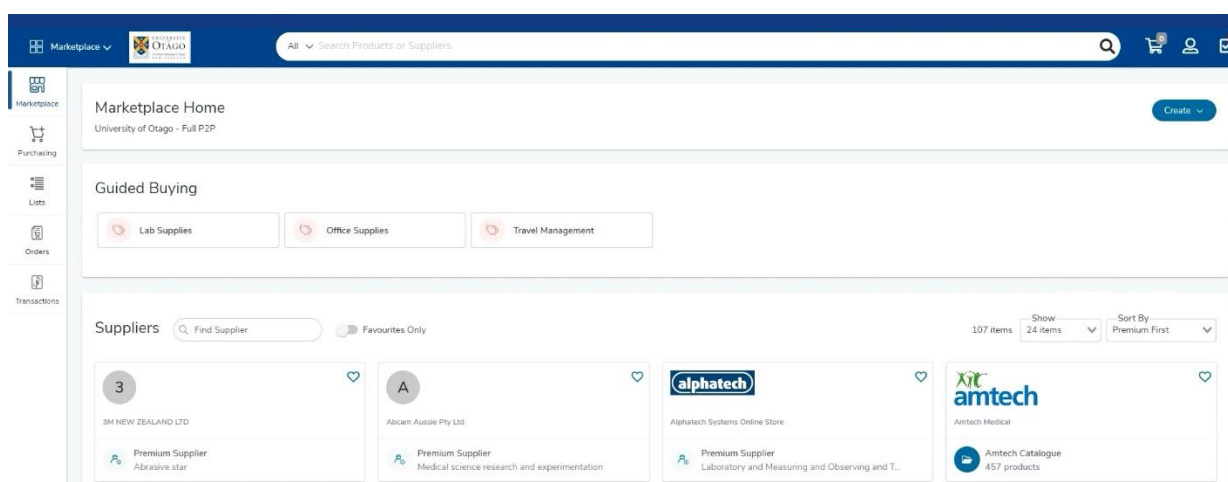 Marketplace
UNIVERSITY
OTAGO
All Search Products or Suppliers
0
Marketplace
Purchasing
Lists
Orders
Transactions
Marketplace Home
University of Otago - Full P2P
Create
Guided Buying
Lab Supplies
Office Supplies
Travel Management
Suppliers
Find Supplier
Favourites Only
107 items
Show
24 items
Sort By
Premium First
3
3M NEW ZEALAND LTD
Premium Supplier
Abrasive star
A
Abcam Aussie Pty Ltd
Premium Supplier
Medical science research and experimentation
alphatech
Alphatech Systems Online Store
Premium Supplier
Laboratory and Measuring and Observing and T...
amtech
Amtech Medical
Amtech Catalogue
457 products